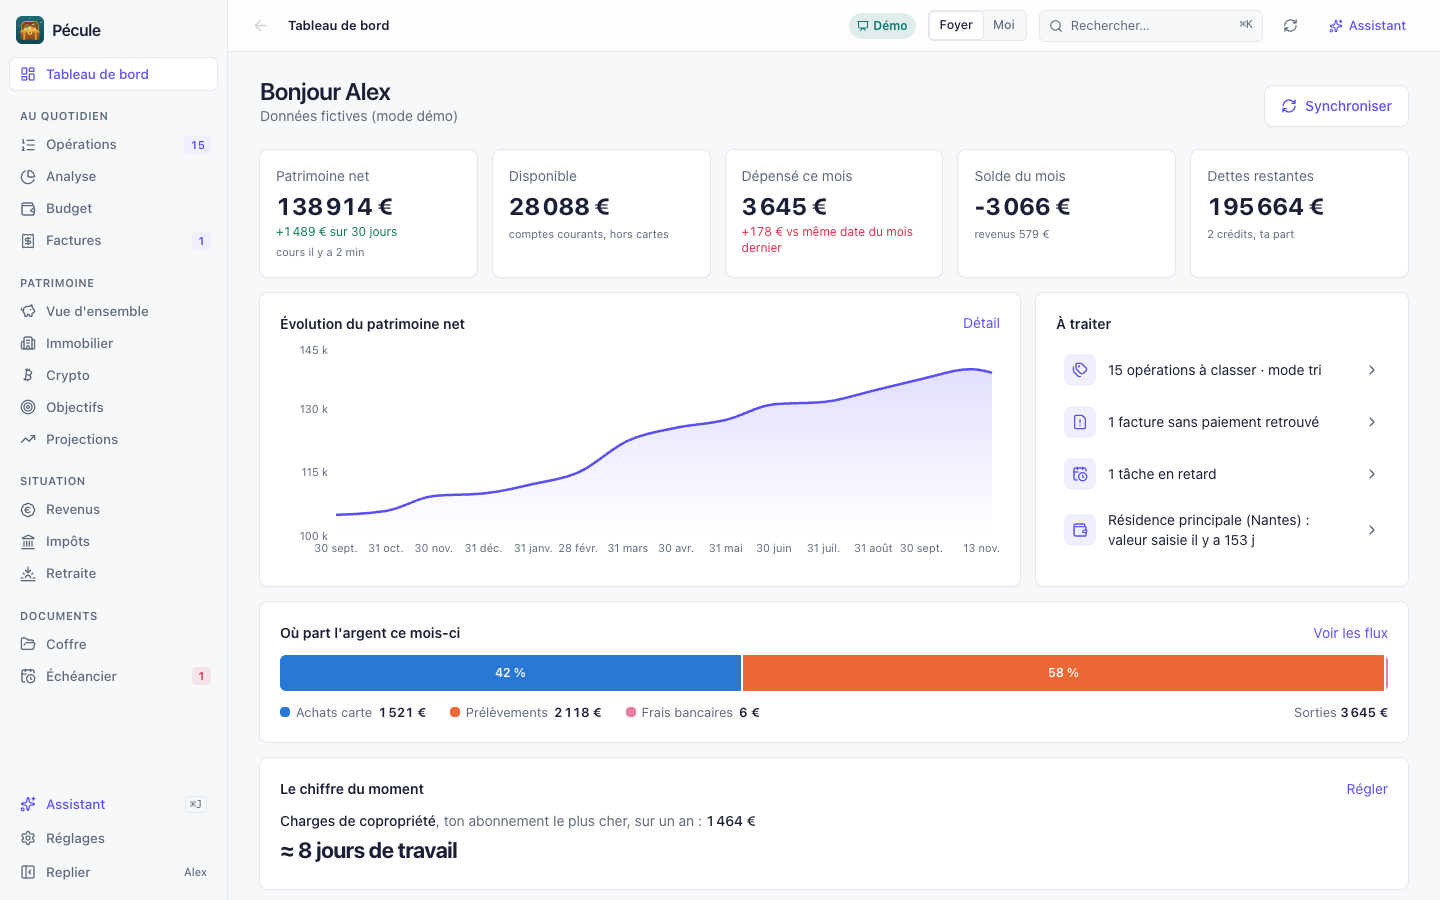 Pécule
Tableau de bord
AU QUOTIDIEN
Opérations 15
Analyse
Budget
Factures 1
PATRIMOINE
Vue d'ensemble
Immobilier
Crypto
Objectifs
Projections
SITUATION
Revenus
Impôts
Retraite
DOCUMENTS
Coffre
Échéancier 1
Assistant ⌘J
Réglages
Replier Alex
Tableau de bord
Démo
Foyer Moi
Rechercher... ⌘K
Assistant
Bonjour Alex
Données fictives (mode démo)
Synchroniser
Patrimoine net
138 914 €
+1 489 € sur 30 jours
cours il y a 2 min
Disponible
28 088 €
comptes courants, hors cartes
Dépensé ce mois
3 645 €
+178 € vs même date du mois
dernier
Solde du mois
-3 066 €
revenus 579 €
Dettes restantes
195 664 €
2 crédits, ta part
Évolution du patrimoine net Détail
145 k
130 k
115 k
100 k
30 sept. 31 oct. 30 nov. 31 déc. 31 janv. 28 févr. 31 mars 30 avr. 31 mai 30 juin 31 juil. 31 août 30 sept. 13 nov.
À traiter
15 opérations à classer · mode tri
1 facture sans paiement retrouvé
1 tâche en retard
Résidence principale (Nantes) :
valeur saisie il y a 153 j
Où part l'argent ce mois-ci Voir les flux
42 % 58 %
Achats carte 1 521 € Prélèvements 2 118 € Frais bancaires 6 € Sorties 3 645 €
Le chiffre du moment Régler
Charges de copropriété, ton abonnement le plus cher, sur un an : 1 464 €
≈ 8 jours de travail